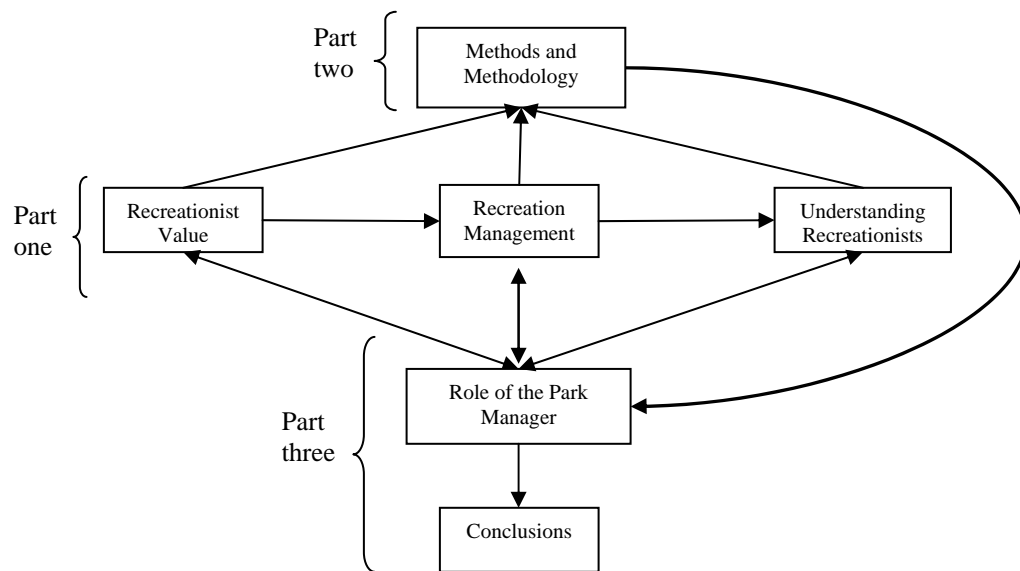 Part
two
Methods and
Methodology
Part
one
Recreationist
Value
Recreation
Management
Understanding
Recreationists
Part
three
Role of the Park
Manager
Conclusions